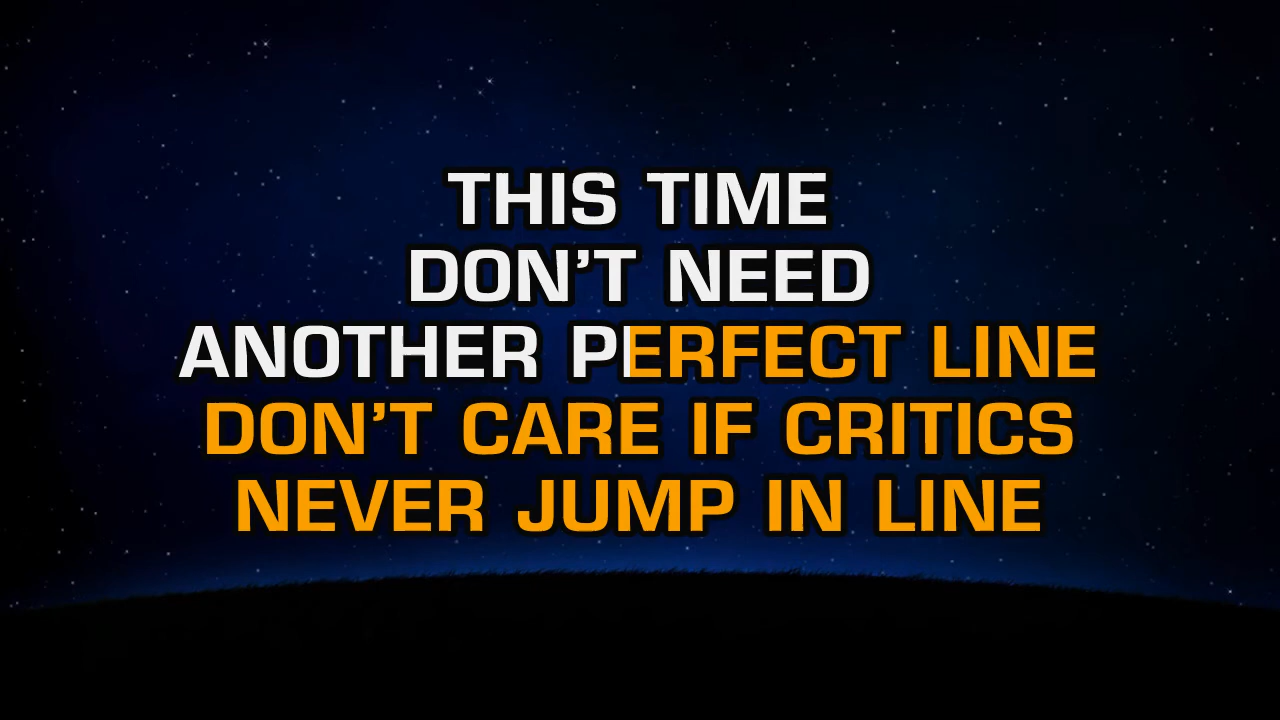 THIS TIME
DON'T NEED
ANOTHER PERFECT LINE
DON'T CARE IF CRITICS
NEVER JUMP IN LINE